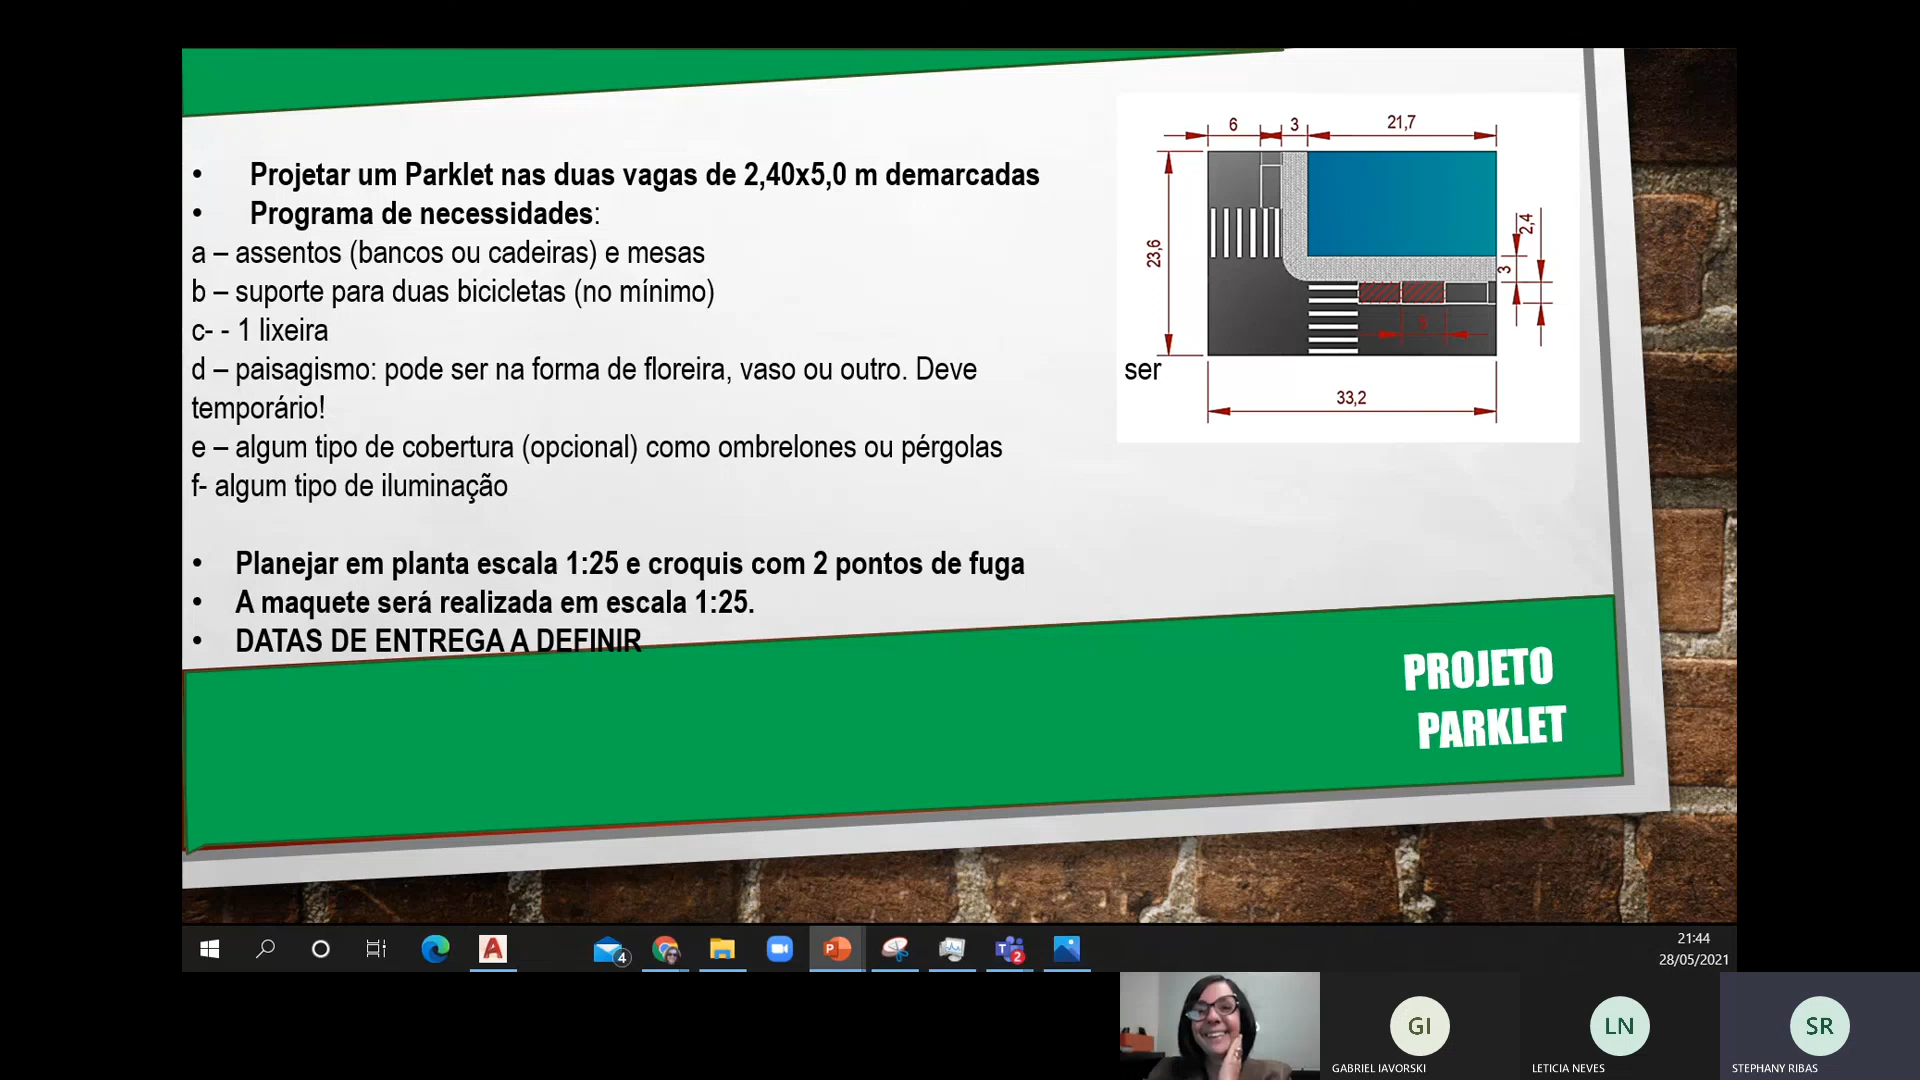 • Projetar um Parklet nas duas vagas de 2,40x5,0 m demarcadas
• Programa de necessidades:
a – assentos (bancos ou cadeiras) e mesas
b – suporte para duas bicicletas (no mínimo)
c- - 1 lixeira
d – paisagismo: pode ser na forma de floreira, vaso ou outro. Deve ser
temporário!
e – algum tipo de cobertura (opcional) como ombrelones ou pérgolas
f- algum tipo de iluminação
• Planejar em planta escala 1:25 e croquis com 2 pontos de fuga
• A maquete será realizada em escala 1:25.
• DATAS DE ENTREGA A DEFINIR
6 3 21,7
23,6
2,4
3
5
33,2
PROJETO
PARKLET
4
2
21:44
28/05/2021
GI
LN
SR
GABRIEL IAVORSKI
LETICIA NEVES
STEPHANY RIBAS